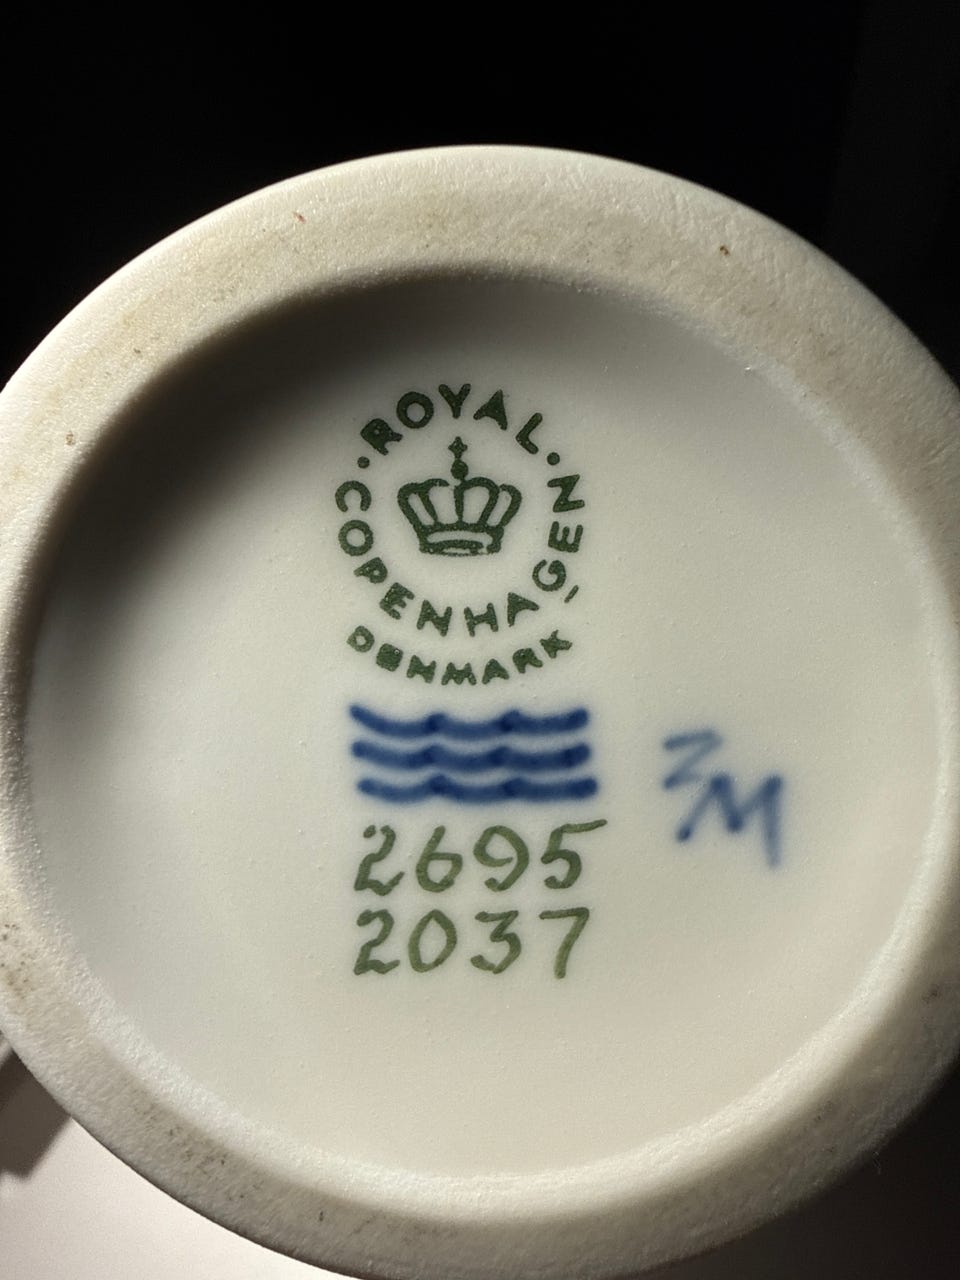 ROYAL
COPENHAGEN
DENMARK
2695
2037